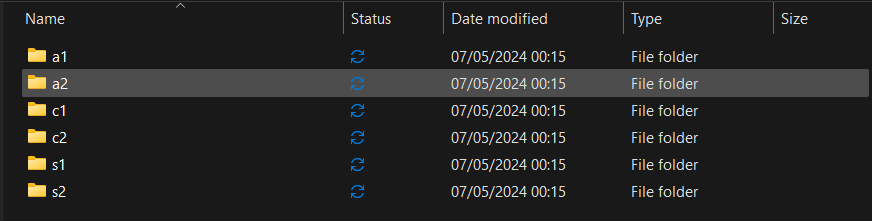 Name Status Date modified Type Size
a1 07/05/2024 00:15 File folder
a2 07/05/2024 00:15 File folder
c1 07/05/2024 00:15 File folder
c2 07/05/2024 00:15 File folder
s1 07/05/2024 00:15 File folder
s2 07/05/2024 00:15 File folder